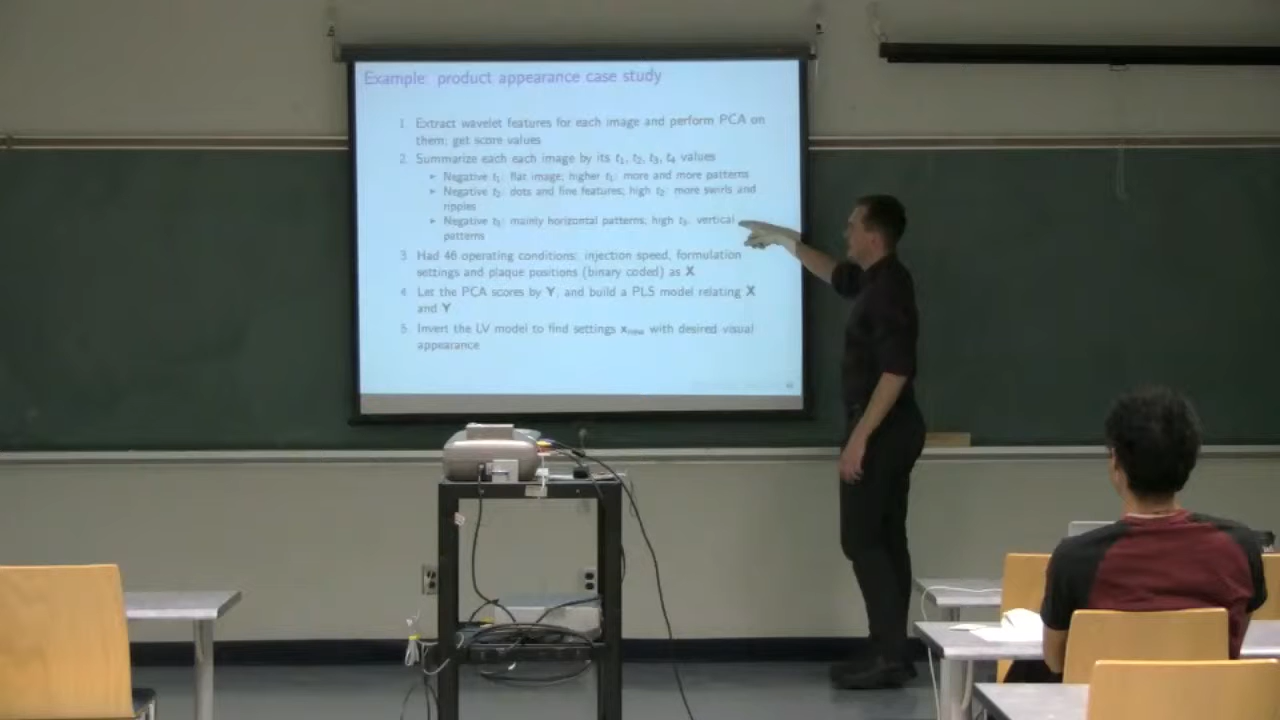 Example: product appearance case study
1. Extract wavelet features for each image and perform PCA on
them; get score values
2. Summarize each each image by its t₁, t₂, t₃, t₄ values
▸ Negative t₁: flat image; higher t₁: more and more patterns
▸ Negative t₂: dots and fine features; high t₂: more swirls and
ripples
▸ Negative t₃: mainly horizontal patterns; high t₃: vertical
patterns
3. Had 46 operating conditions: injection speed, formulation
settings and plaque positions (binary coded) as X
4. Let the PCA scores by Y, and build a PLS model relating X
and Y
5. Invert the LV model to find settings xₙₑw with desired visual
appearance